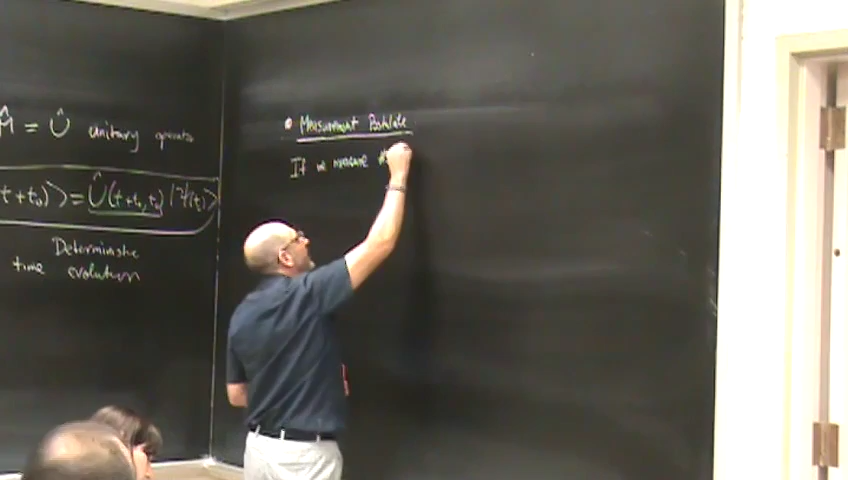 M̂ = Û unitary operator
t+t₀)⟩ = Û(t+t₀,t₀)|Ψ(t₀)⟩
Deterministic
time evolution
• Measurement Postulate
If we measure